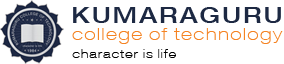 KUMARAGURU
college of technology
character is life